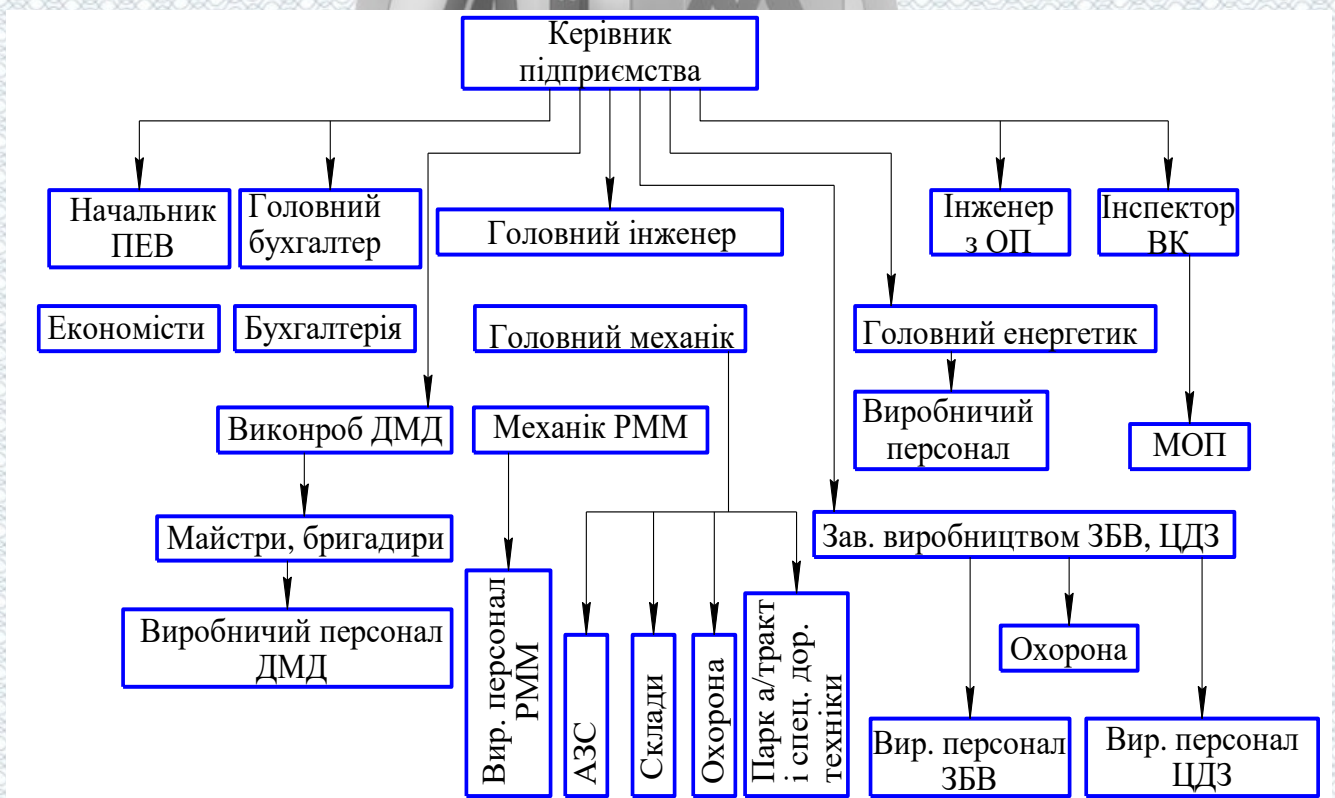 Керівник
підприємства
Начальник
ПЕВ
Головний
бухгалтер
Головний інженер
Інженер
з ОП
Інспектор
ВК
Економісти
Бухгалтерія
Головний механік
Головний енергетик
Виконроб ДМД
Механік РММ
Виробничий
персонал
МОП
Майстри, бригадири
Зав. виробництвом ЗБВ, ЦДЗ
Виробничий персонал
ДМД
Вир. персонал
РММ
АЗС
Склади
Охорона
Парк а/тракт
і спец. дор.
техніки
Охорона
Вир. персонал
ЗБВ
Вир. персонал
ЦДЗ